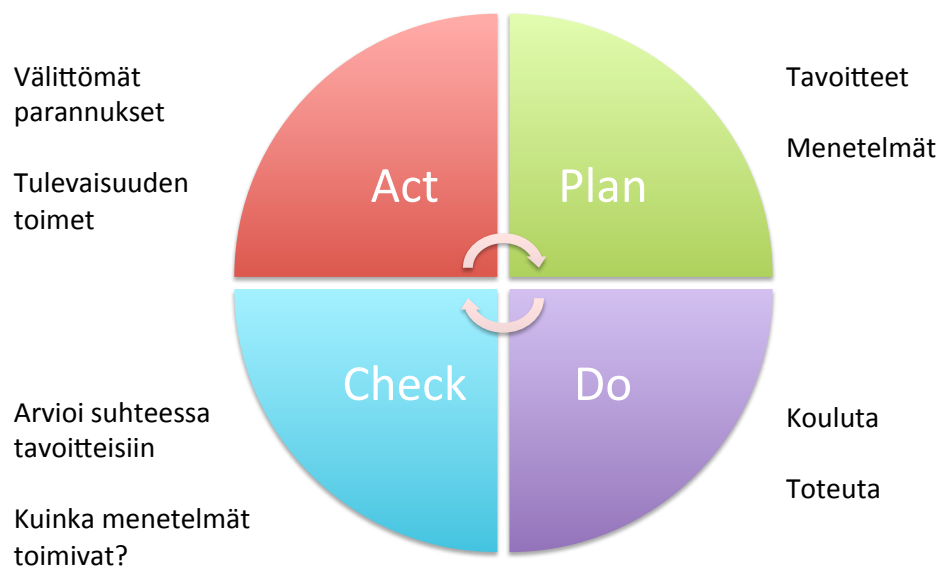 Välittömät
parannukset
Tulevaisuuden
toimet
Act
Plan
Tavoitteet
Menetelmät
Check
Do
Arvioi suhteessa
tavoitteisiin
Kuinka menetelmät
toimivat?
Kouluta
Toteuta